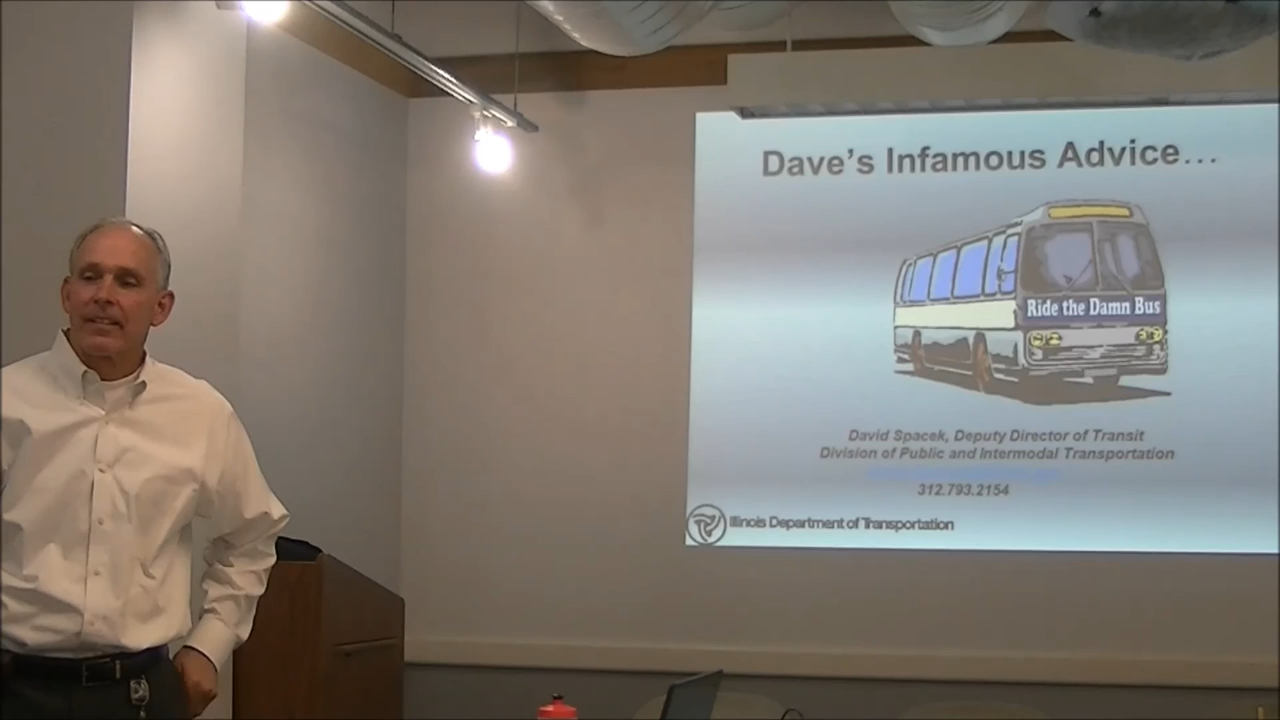 Dave's Infamous Advice...
Ride the Damn Bus
David Spacek, Deputy Director of Transit
Division of Public and Intermodal Transportation
312.793.2154
Illinois Department of Transportation